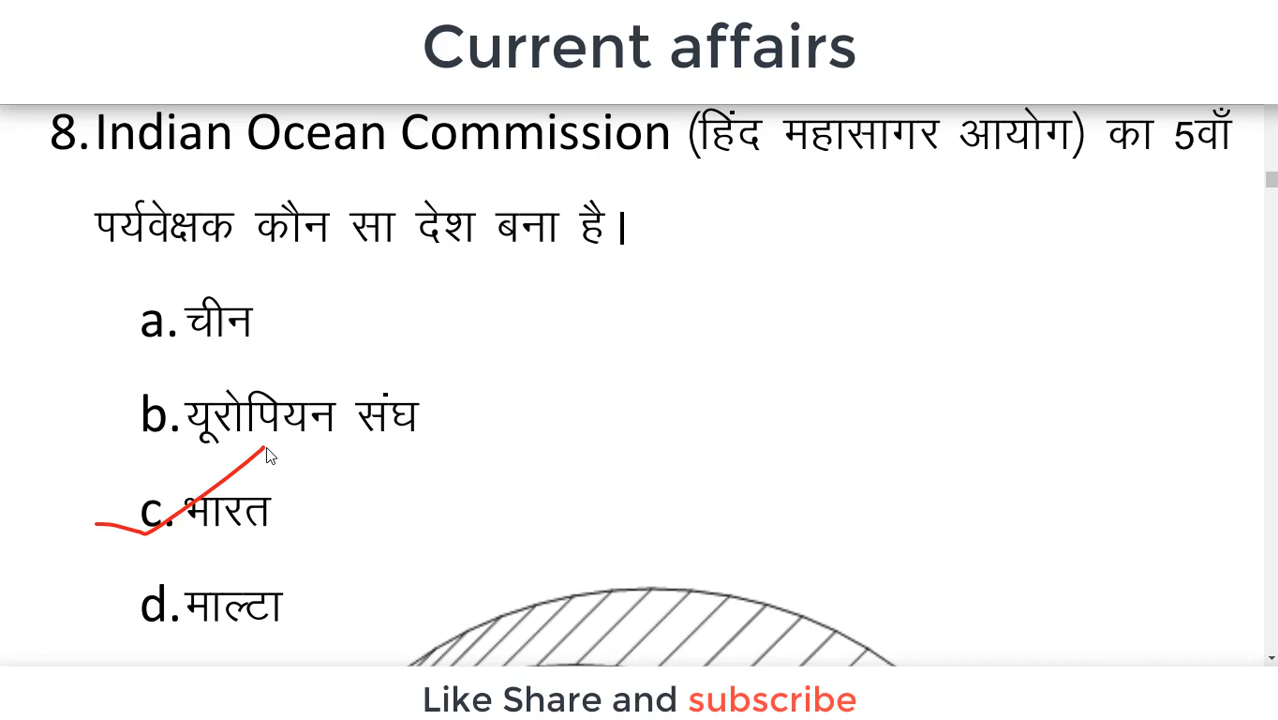 Current affairs
8. Indian Ocean Commission (हिंद महासागर आयोग) का 5वाँ
पर्यवेक्षक कौन सा देश बना है।
a. चीन
b. यूरोपियन संघ
c. भारत
d. माल्टा
Like Share and subscribe